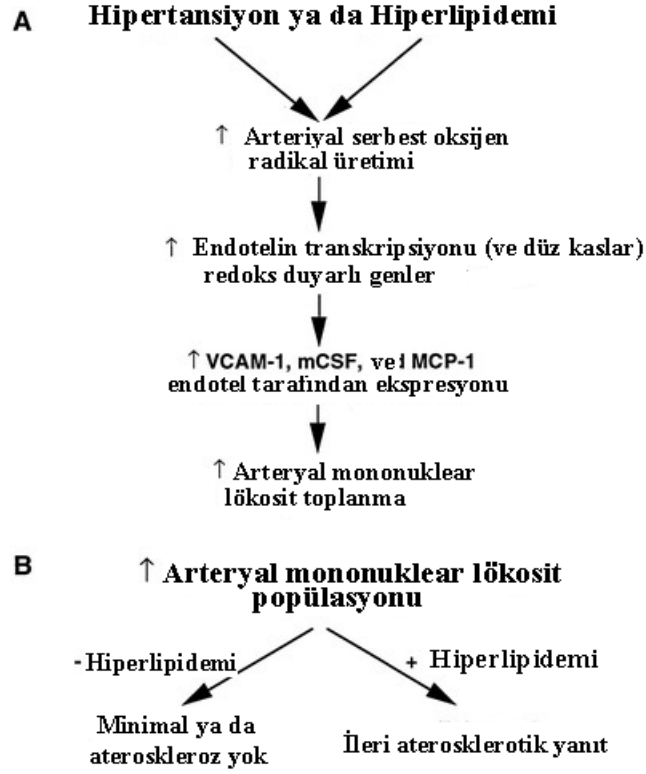 A
Hipertansiyon ya da Hiperlipidemi
↑ Arteriyal serbest oksijen
radikal üretimi
↑ Endotelin transkripsiyonu (ve düz kaslar)
redoks duyarlı genler
↑ VCAM-1, mCSF, ved MCP-1
endotel tarafından ekspresyonu
↑ Arteryal mononuklear
lökosit toplanma
B
↑ Arteryal mononuklear lökosit
popülasyonu
- Hiperlipidemi
+ Hiperlipidemi
Minimal ya da
ateroskleroz yok
İleri aterosklerotik yanıt